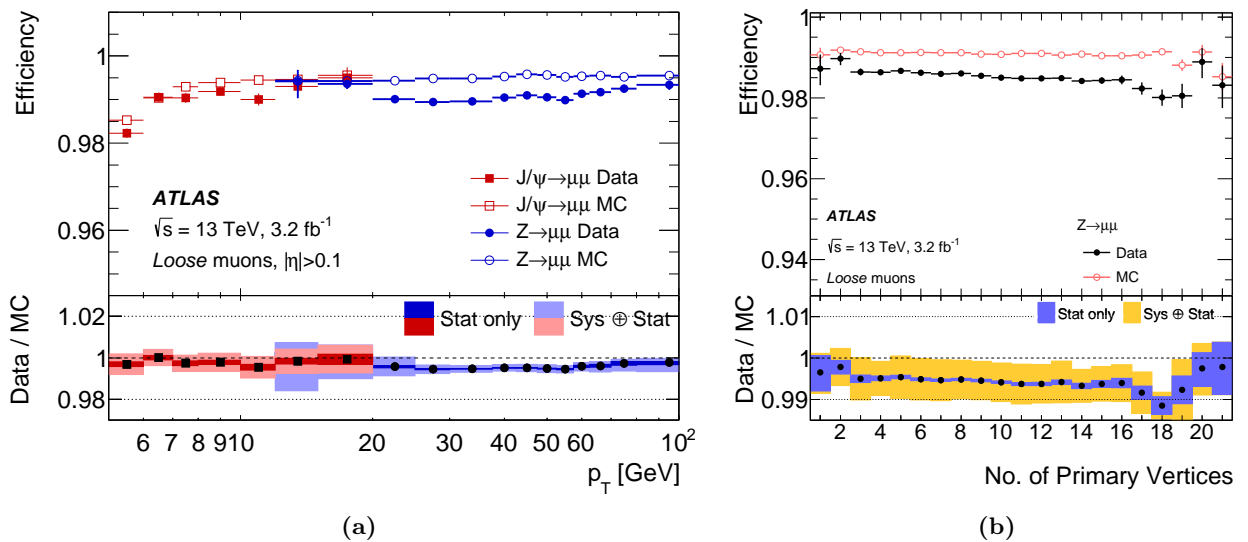 Efficiency
1
0.98
0.96
ATLAS
√s = 13 TeV, 3.2 fb⁻¹
Loose muons, |η|>0.1
J/ψ→μμ Data
J/ψ→μμ MC
Z→μμ Data
Z→μμ MC
Data / MC
1.02
1
0.98
Stat only
Sys ⊕ Stat
6 7 8 9 10 20 30 40 50 60 10²
p_T [GeV]
(a)
Efficiency
1
0.98
0.96
0.94
ATLAS
√s = 13 TeV, 3.2 fb⁻¹
Loose muons
Z→μμ
Data
MC
Data / MC
1.01
1
0.99
Stat only
Sys ⊕ Stat
2 4 6 8 10 12 14 16 18 20
No. of Primary Vertices
(b)